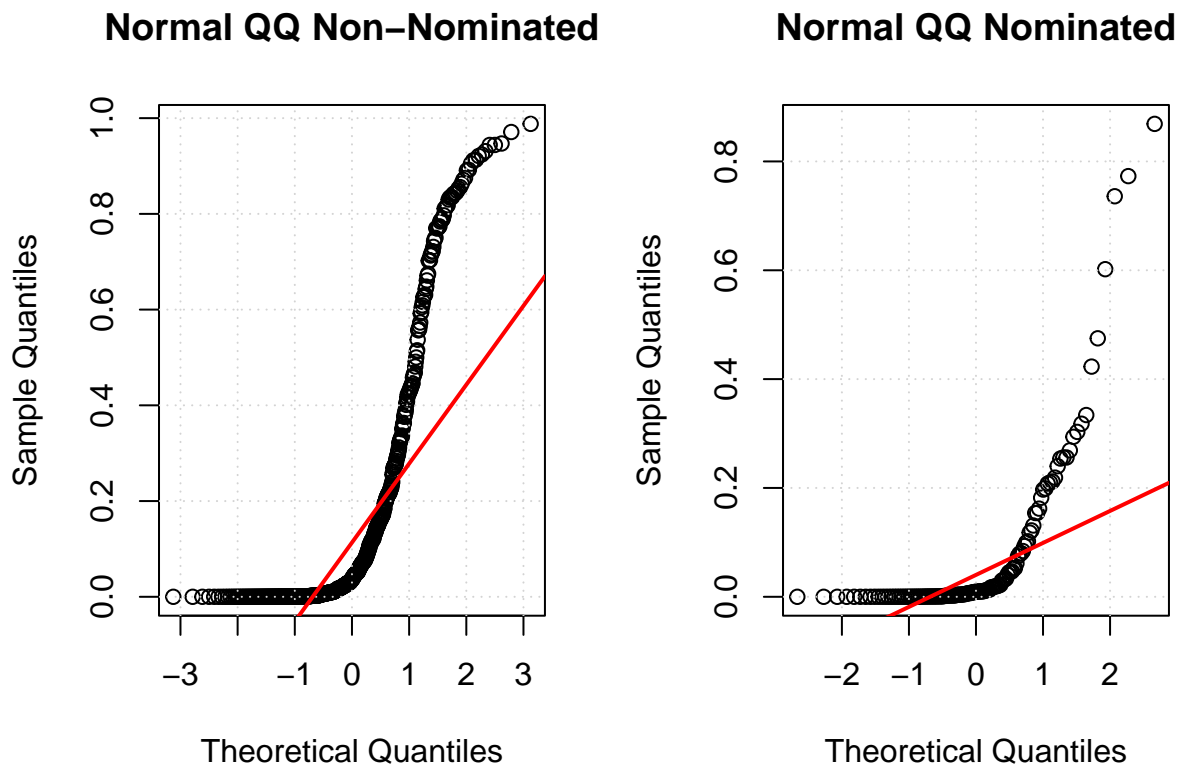 Normal QQ Non−Nominated
Sample Quantiles
1.0
0.8
0.6
0.4
0.2
0.0
−3 −1 0 1 2 3
Theoretical Quantiles
Normal QQ Nominated
Sample Quantiles
0.8
0.6
0.4
0.2
0.0
−2 −1 0 1 2
Theoretical Quantiles